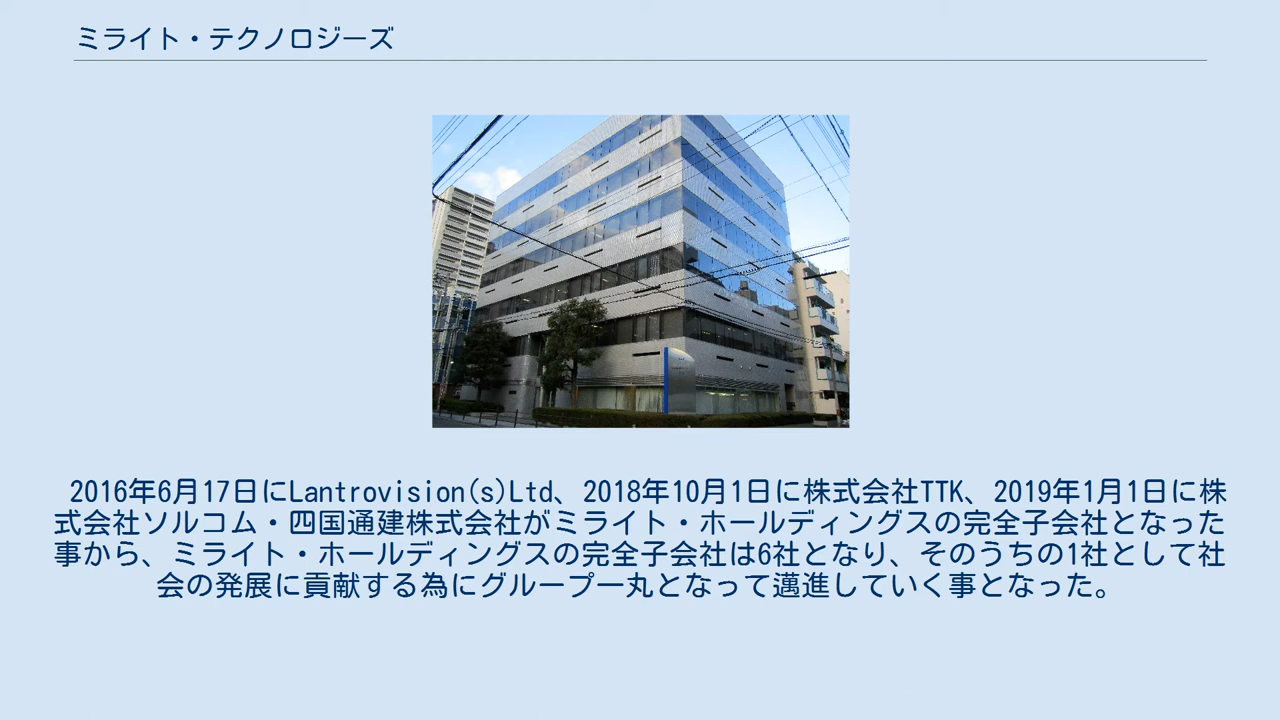 ミライト・テクノロジーズ
2016年6月17日にLantrovision(s)Ltd、2018年10月1日に株式会社TTK、2019年1月1日に株
式会社ソルコム・四国通建株式会社がミライト・ホールディングスの完全子会社となった
事から、ミライト・ホールディングスの完全子会社は6社となり、そのうちの1社として社
会の発展に貢献する為にグループ一丸となって邁進していく事となった。